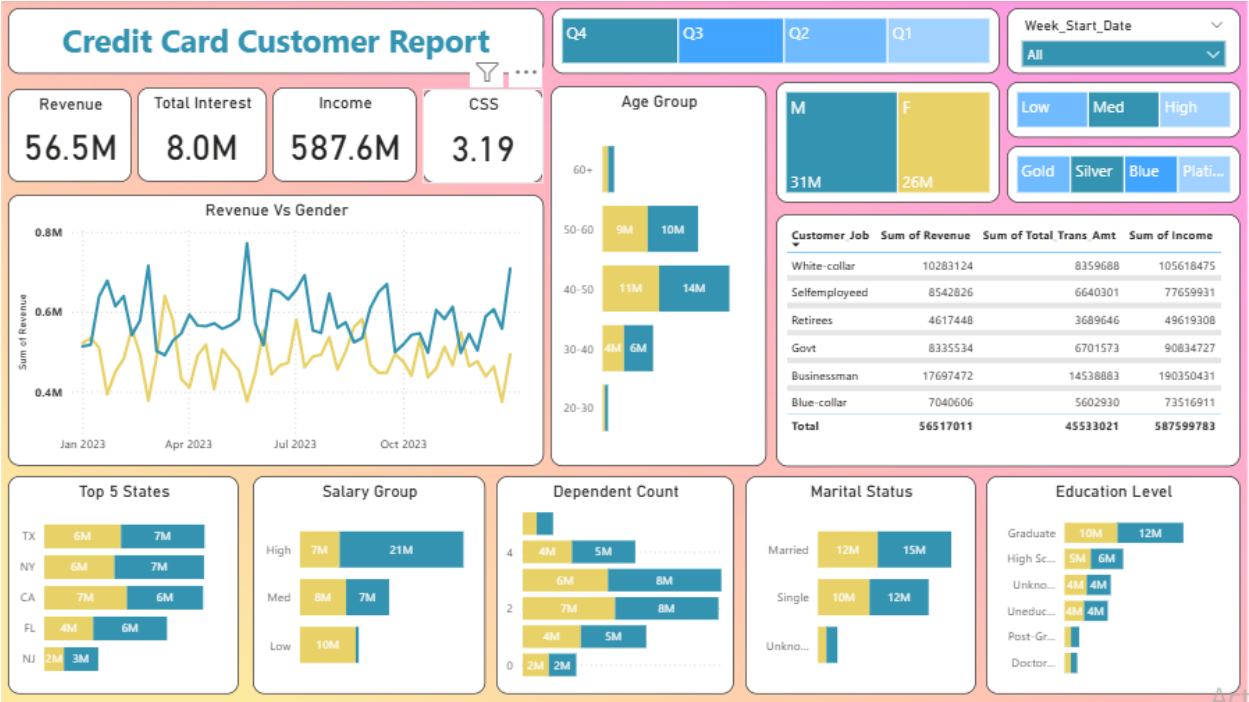 Credit Card Customer Report
Q4 Q3 Q2 Q1
Week_Start_Date
All
Revenue
56.5M
Total Interest
8.0M
Income
587.6M
CSS
3.19
Age Group
60+
50-60 9M 10M
40-50 11M 14M
30-40 4M 6M
20-30
M F
31M 26M
Low Med High
Gold Silver Blue Plati...
Revenue Vs Gender
Sum of Revenue
0.8M
0.6M
0.4M
Jan 2023 Apr 2023 Jul 2023 Oct 2023
Customer_Job Sum of Revenue Sum of Total_Trans_Amt Sum of Income
White-collar 10283124 8359688 105618475
Selfemployeed 8542826 6640301 77659931
Retirees 4617448 3689646 49619308
Govt 8335534 6701573 90834727
Businessman 17697472 14538883 190350431
Blue-collar 7040606 5602930 73516911
Total 56517011 45533021 587599783
Top 5 States
TX 6M 7M
NY 6M 7M
CA 7M 6M
FL 4M 6M
NJ 2M 3M
Salary Group
High 7M 21M
Med 8M 7M
Low 10M
Dependent Count
4 4M 5M
6M 8M
2 7M 8M
4M 5M
0 2M 2M
Marital Status
Married 12M 15M
Single 10M 12M
Unkno...
Education Level
Graduate 10M 12M
High Sc... 5M 6M
Unkno... 4M 4M
Uneduc... 4M 4M
Post-Gr...
Doctor...
Act